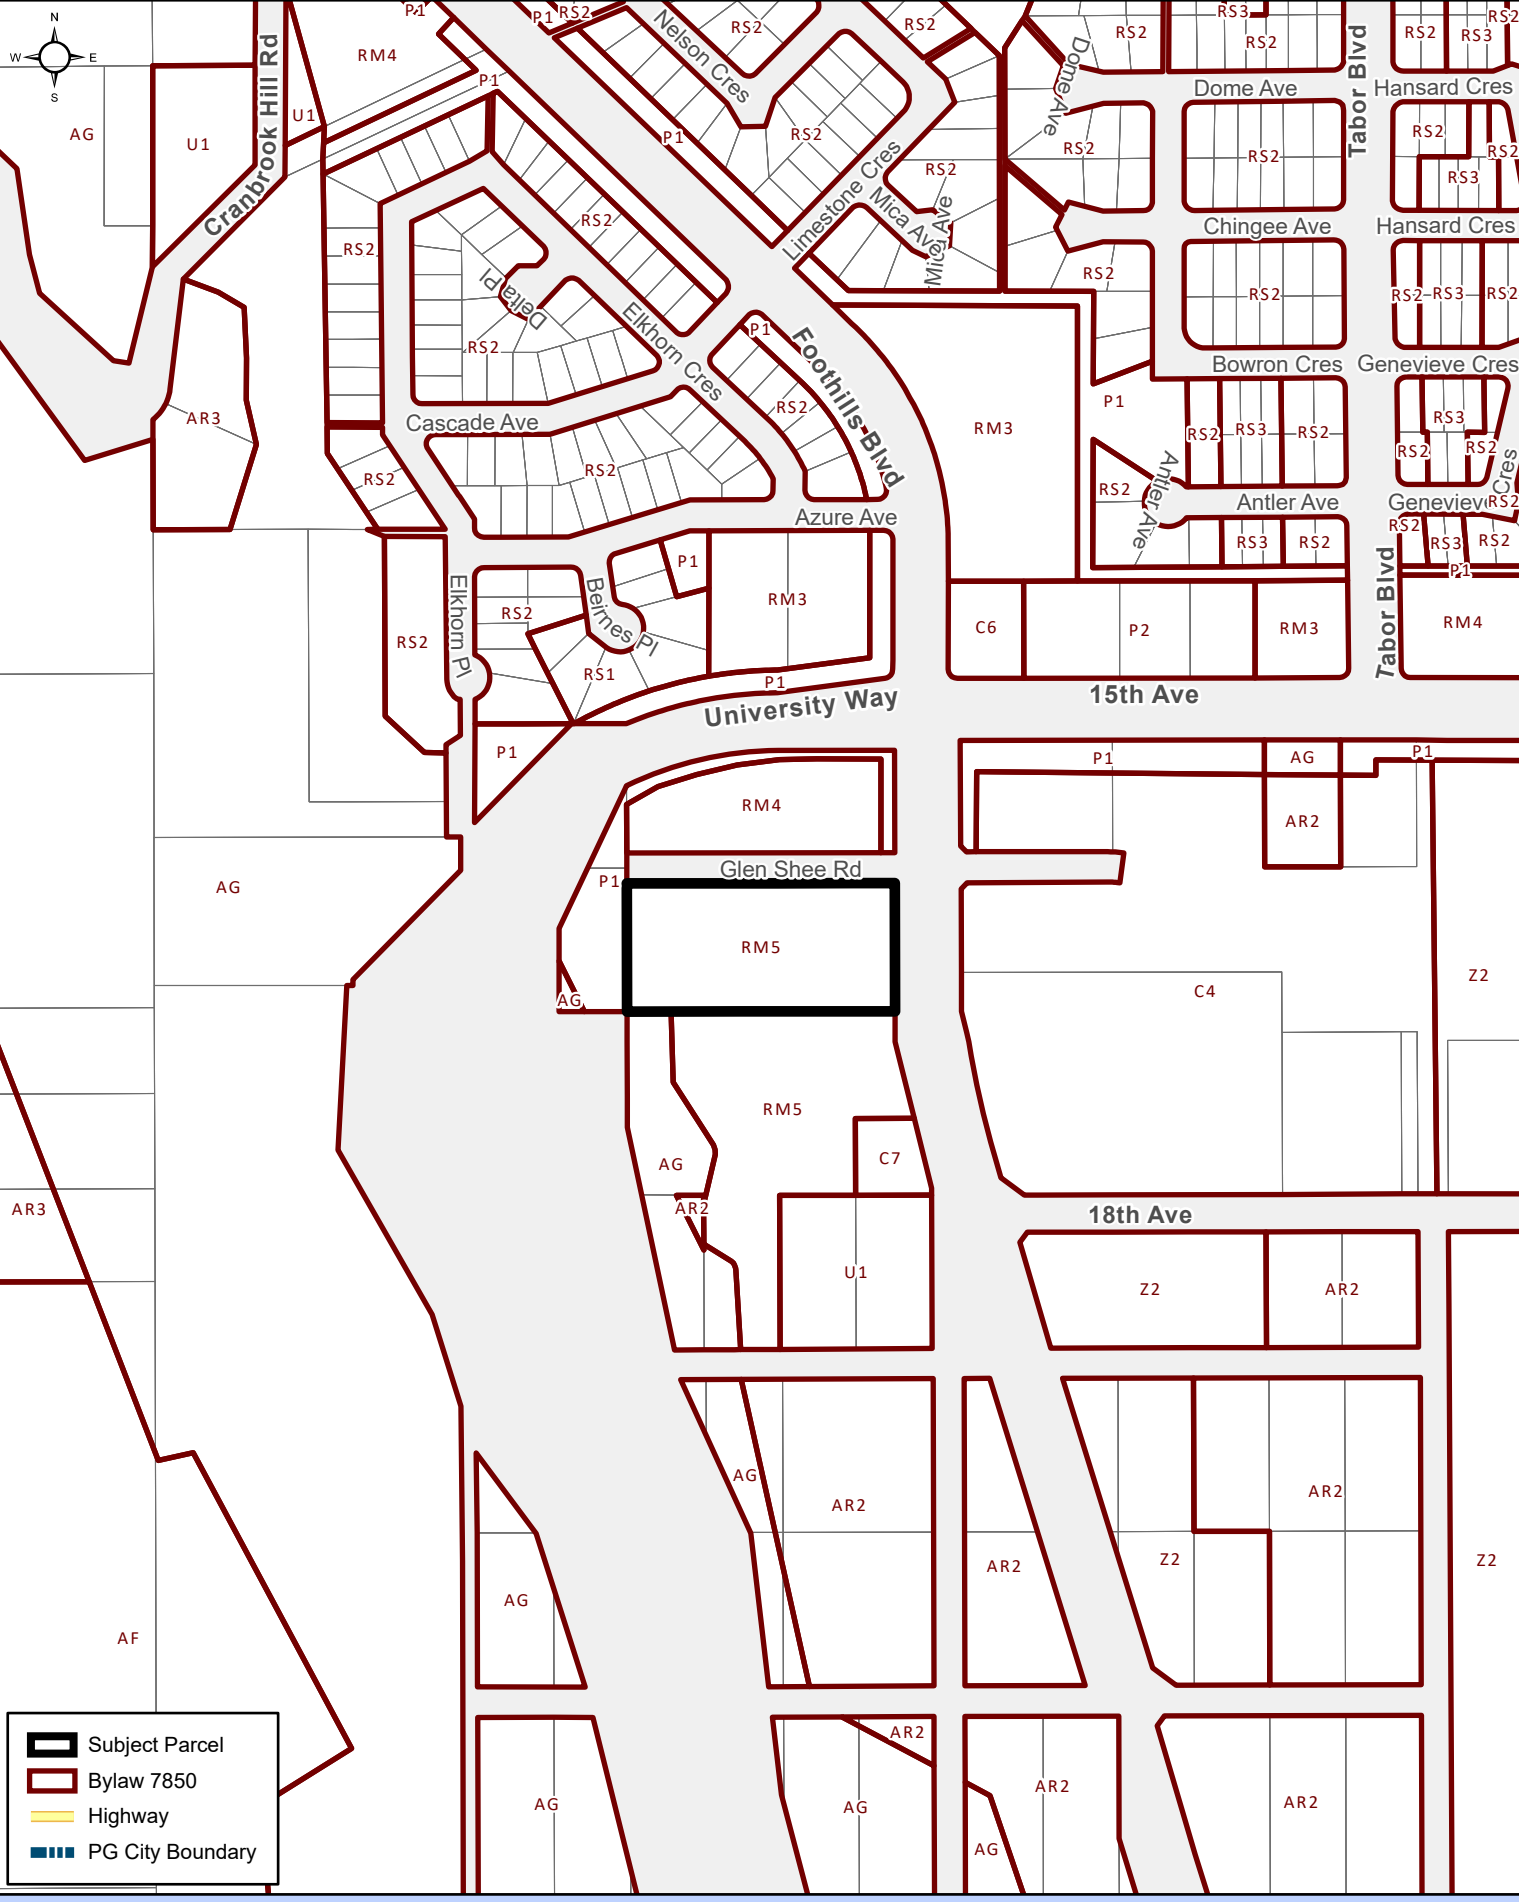 N
W E
S
P1
P1
RS2
RS2
RS2
RS2
RS3
RS2
RS2
RS3
RS2
RM4
Nelson Cres
Dome Ave
Tabor Blvd
Cranbrook Hill Rd
P1
Dome Ave
Hansard Cres
AG
U1
U1
P1
RS2
Dome Ave
RS2
RS2
RS2
RS2
RS2
RS3
Limestone Cres
Mica Ave
Mica Ave
RS2
RS2
Chingee Ave
Hansard Cres
Delta Pl
RS2
RS2
RS2
RS3
RS2
Elkhorn Cres
P1
Foothills Blvd
RS2
Bowron Cres
Genevieve Cres
AR3
Cascade Ave
RS2
RM3
P1
RS2
RS3
RS2
RS3
RS2
RS2
RS2
RS2
Antler Ave
RS2
Antler Ave
Genevieve Cres
RS2
Azure Ave
RS2
RS3
RS2
RS3
RS2
P1
P1
Elkhorn Pl
Beirnes Pl
RS2
RM3
RS2
RS1
C6
P2
RM3
Tabor Blvd
RM4
P1
University Way
15th Ave
P1
P1
AG
P1
RM4
AR2
Glen Shee Rd
P1
AG
RM5
AG
C4
Z2
RM5
AG
C7
AR2
AR3
18th Ave
U1
Z2
AR2
AG
AR2
AR2
AR2
Z2
Z2
AG
AF
AR2
AG
AG
AR2
AG
AR2
Subject Parcel
Bylaw 7850
Highway
PG City Boundary